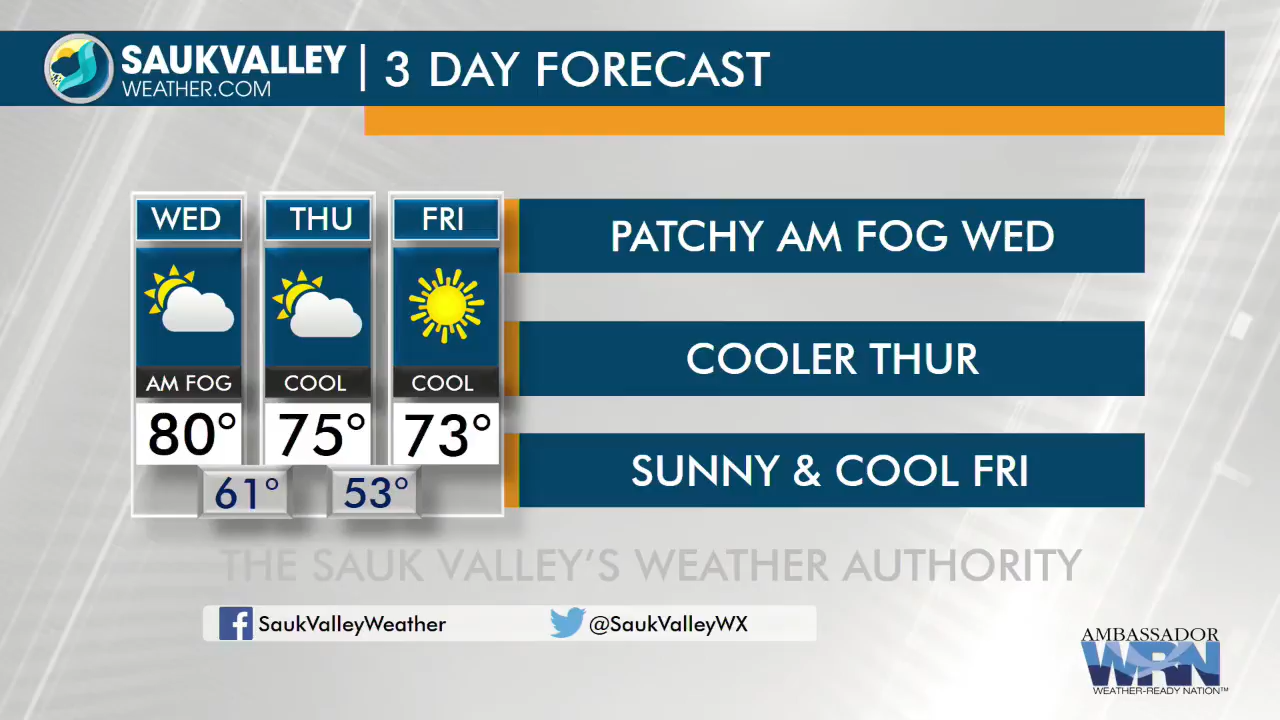 SAUKVALLEY
WEATHER.COM
3 DAY FORECAST
WED THU FRI
AM FOG COOL COOL
80° 75° 73°
61° 53°
PATCHY AM FOG WED
COOLER THUR
SUNNY & COOL FRI
THE SAUK VALLEY'S WEATHER AUTHORITY
SaukValleyWeather @SaukValleyWX
AMBASSADOR
WRN
WEATHER-READY NATION™